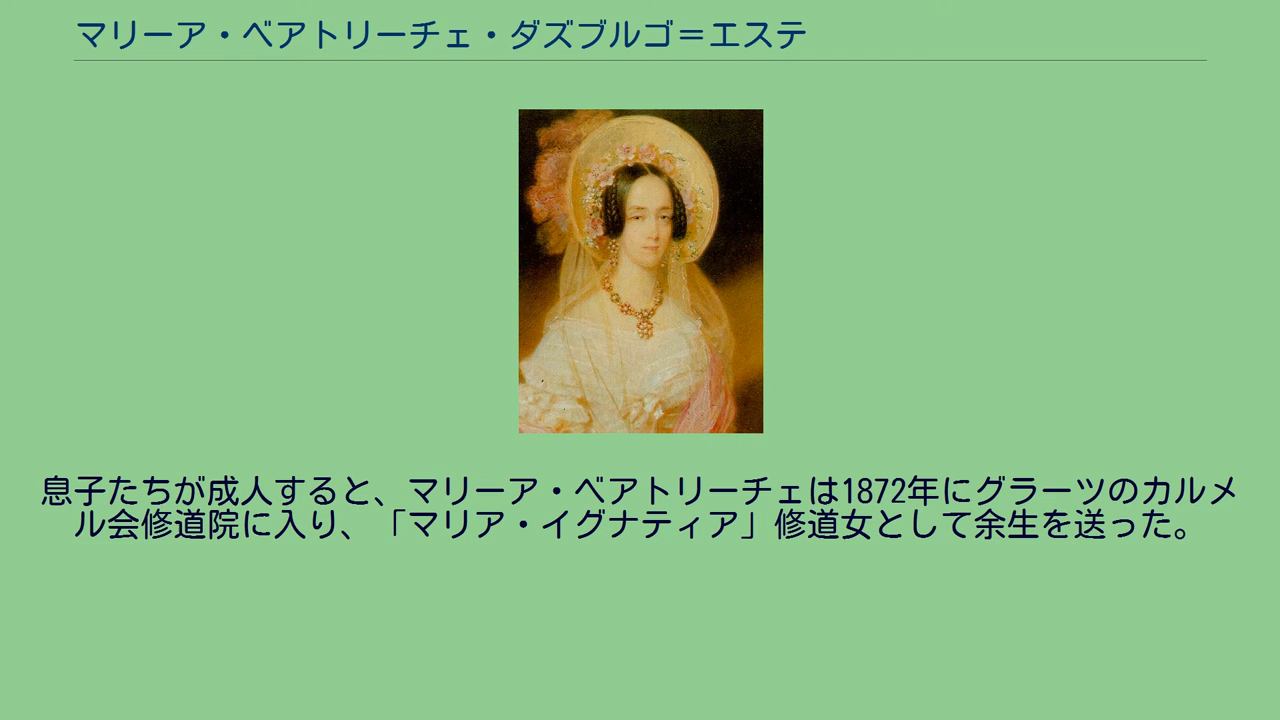 マリーア・ベアトリーチェ・ダズブルゴ＝エステ
息子たちが成人すると、マリーア・ベアトリーチェは1872年にグラーツのカルメ
ル会修道院に入り、「マリア・イグナティア」修道女として余生を送った。